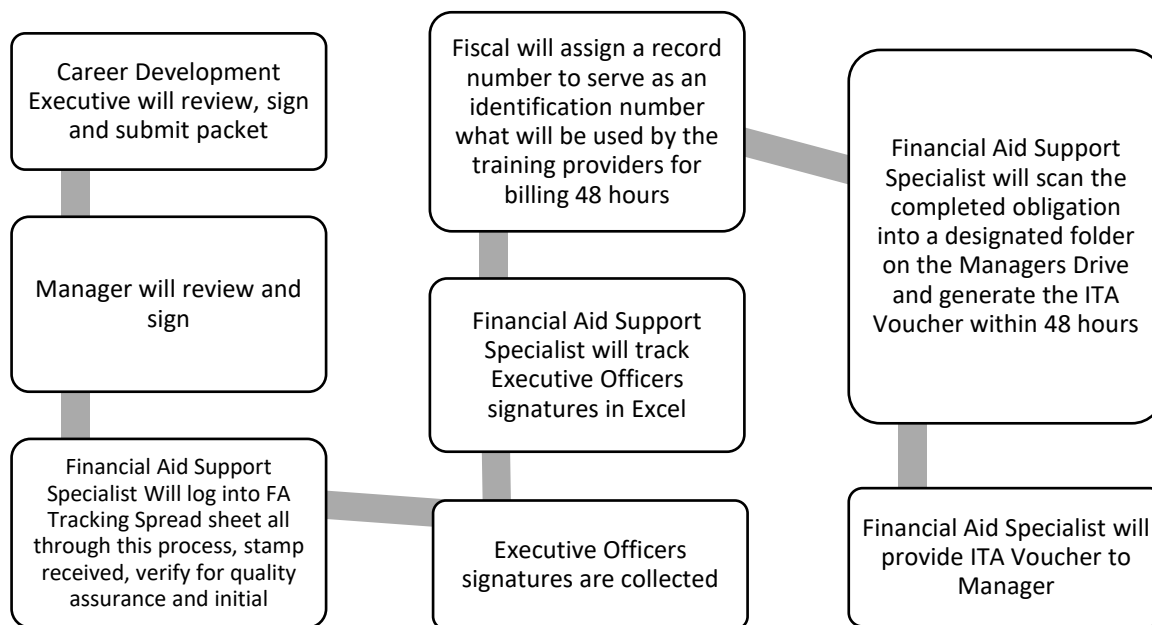 Career Development
Executive will review, sign
and submit packet
Manager will review and
sign
Financial Aid Support
Specialist Will log into FA
Tracking Spread sheet all
through this process, stamp
received, verify for quality
assurance and initial
Executive Officers
signatures are collected
Financial Aid Support
Specialist will track
Executive Officers
signatures in Excel
Fiscal will assign a record
number to serve as an
identification number
what will be used by the
training providers for
billing 48 hours
Financial Aid Support
Specialist will scan the
completed obligation
into a designated folder
on the Managers Drive
and generate the ITA
Voucher within 48 hours
Financial Aid Specialist will
provide ITA Voucher to
Manager